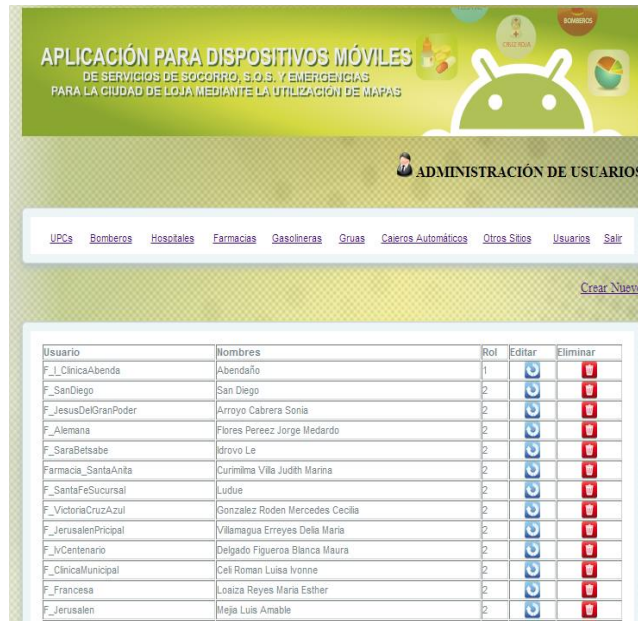 BOMBEROS
CRUZ ROJA
APLICACIÓN PARA DISPOSITIVOS MÓVILES
DE SERVICIOS DE SOCORRO, S.O.S. Y EMERGENCIAS
PARA LA CIUDAD DE LOJA MEDIANTE LA UTILIZACIÓN DE MAPAS
ADMINISTRACIÓN DE USUARIOS
UPCs Bomberos Hospitales Farmacias Gasolineras Gruas Cajeros Automáticos Otros Sitios Usuarios Salir
Crear Nuev
Usuario Nombres Rol Editar Eliminar
F_I_ClinicaAbenda Abendaño 1
F_SanDiego San Diego 2
F_JesusDelGranPoder Arroyo Cabrera Sonia 2
F_Alemana Flores Pereez Jorge Medardo 2
F_SaraBetsabe Idrovo Le 2
Farmacia_SantaAnita Curimilma Villa Judith Marina 2
F_SantaFeSucursal Ludue 2
F_VictoriaCruzAzul Gonzalez Roden Mercedes Cecilia 2
F_JerusalenPricipal Villamagua Erreyes Delia Maria 2
F_IvCentenario Delgado Figueroa Blanca Maura 2
F_ClinicaMunicipal Celi Roman Luisa Ivonne 2
F_Francesa Loaiza Reyes Maria Esther 2
F_Jerusalen Mejia Luis Amable 2